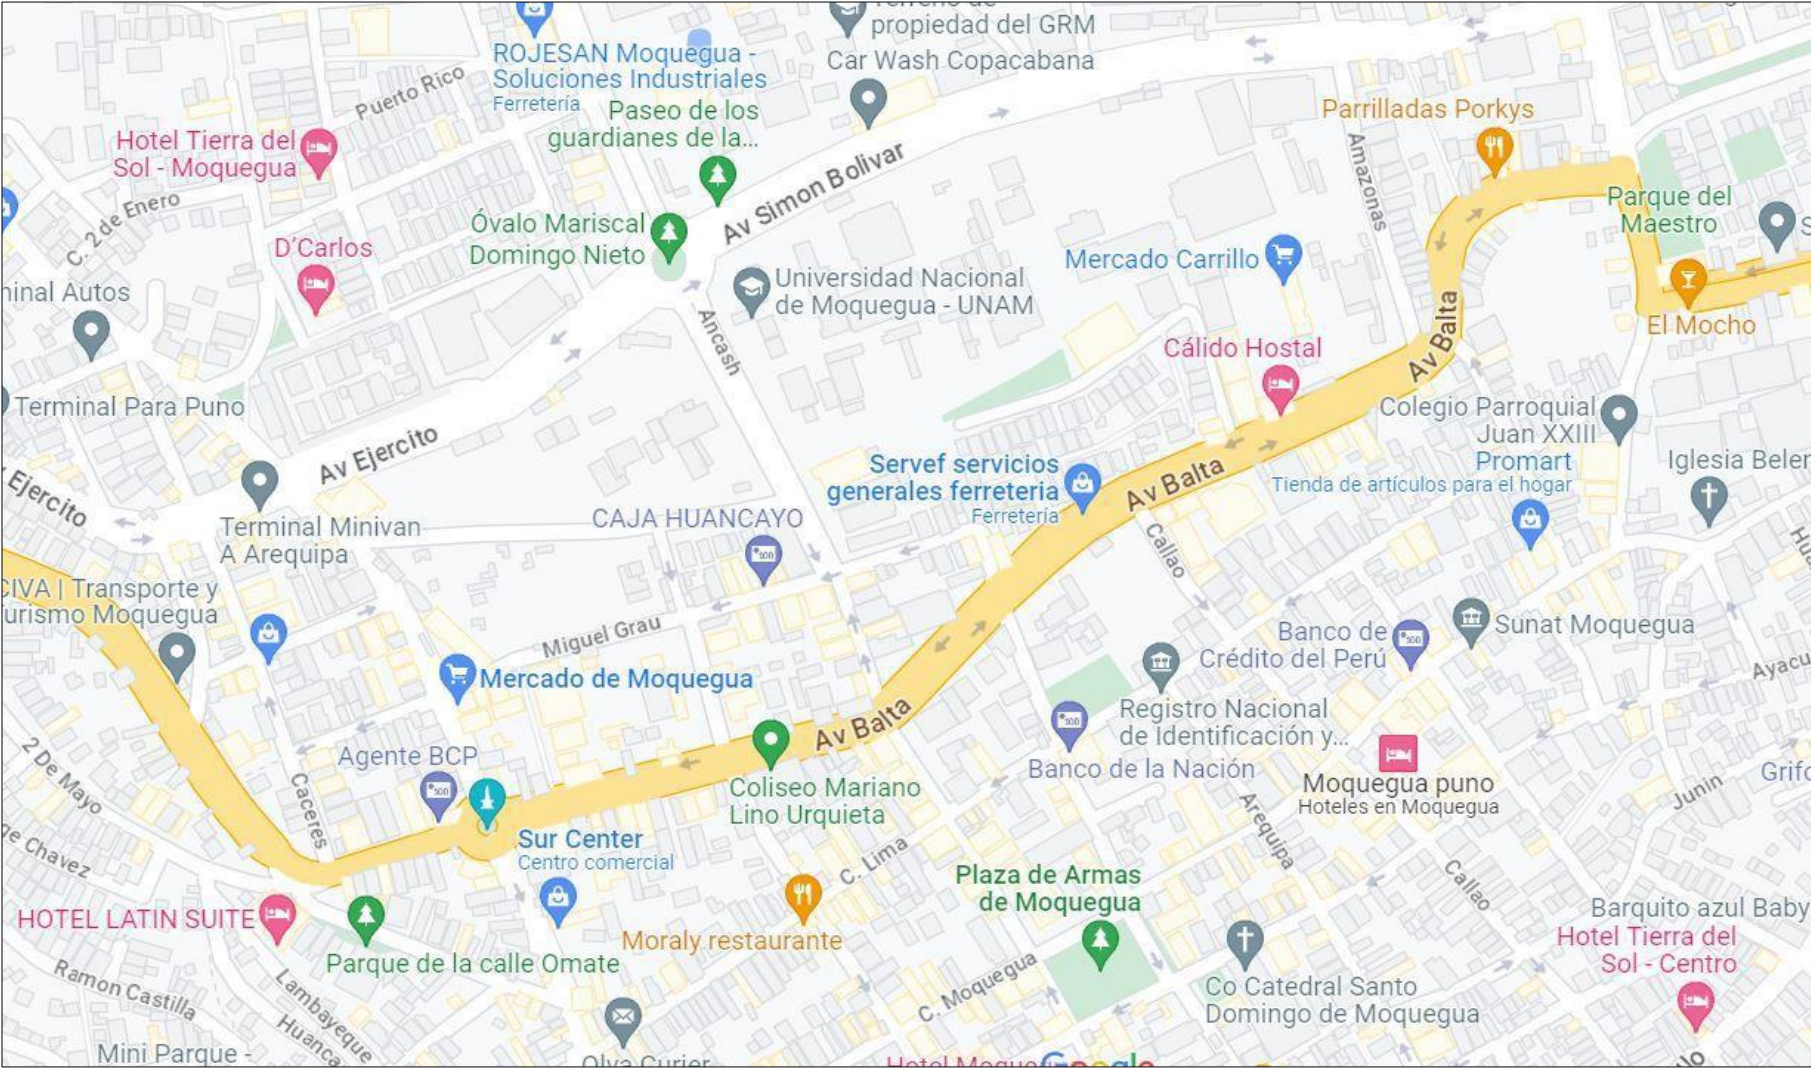 propiedad del GRM
ROJESAN Moquegua -
Soluciones Industriales
Ferretería
Car Wash Copacabana
Puerto Rico
Paseo de los
guardianes de la...
Parrilladas Porkys
Hotel Tierra del
Sol - Moquegua
Av Simon Bolivar
Amazonas
C. 2 de Enero
Óvalo Mariscal
Domingo Nieto
Parque del
Maestro
D'Carlos
Mercado Carrillo
Universidad Nacional
de Moquegua - UNAM
inal Autos
Ancash
El Mocho
Av Balta
Cálido Hostal
Terminal Para Puno
Colegio Parroquial
Juan XXIII
Av Ejercito
Promart
Tienda de artículos para el hogar
Iglesia Beler
Servef servicios
generales ferreteria
Ferretería
Av Balta
Ejercito
Terminal Minivan
A Arequipa
CAJA HUANCAYO
Callao
CIVA | Transporte y
urismo Moquegua
Miguel Grau
Banco de
Crédito del Perú
Sunat Moquegua
Ayacu
Mercado de Moquegua
Av Balta
Registro Nacional
de Identificación y...
Banco de la Nación
Agente BCP
2 De Mayo
Caceres
Coliseo Mariano
Lino Urquieta
Moquegua puno
Hoteles en Moquegua
Grifo
Junin
Sur Center
Centro comercial
ge Chavez
C. Lima
Arequipa
Callao
Plaza de Armas
de Moquegua
HOTEL LATIN SUITE
Moraly restaurante
Parque de la calle Omate
Barquito azul Baby
Hotel Tierra del
Sol - Centro
Ramon Castilla
Lambayeque
Huanca
C. Moquegua
Co Catedral Santo
Domingo de Moquegua
Mini Parque -
Olva Curier
Hotel Moque
Google